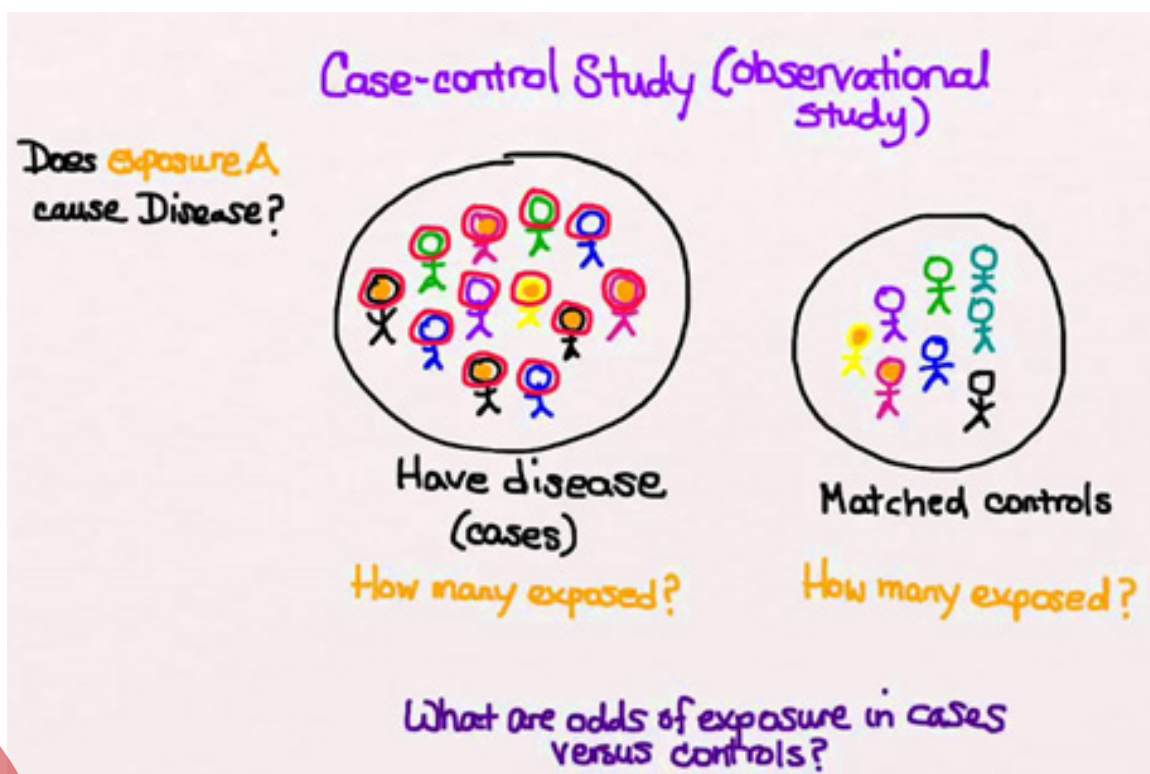 Case-control Study (observational
study)
Does exposure A
cause Disease?
Have disease
(cases)
How many exposed?
Matched controls
How many exposed?
What are odds of exposure in cases
versus controls?